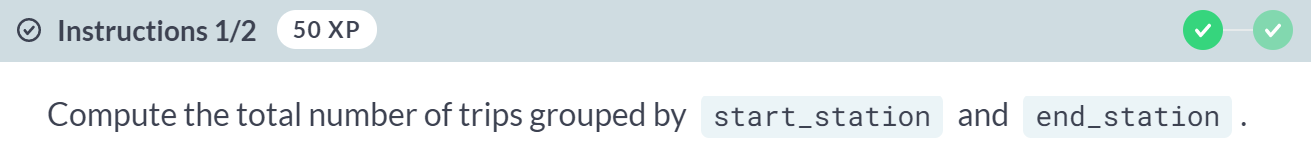 Instructions 1/2 50 XP
Compute the total number of trips grouped by start_station and end_station .